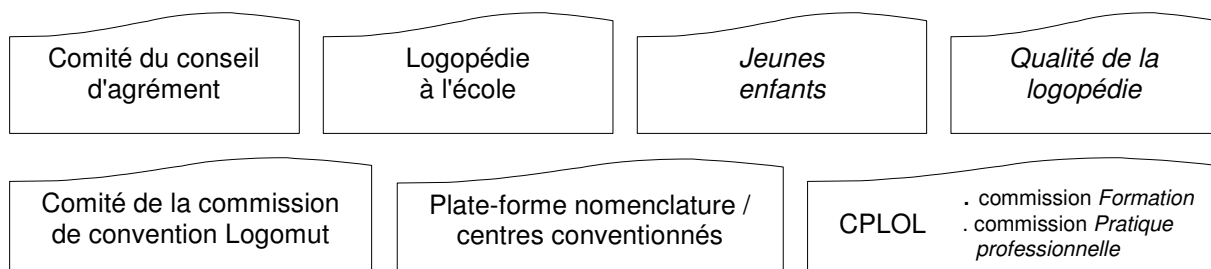 Comité du conseil
d'agrément
Logopédie
à l'école
Jeunes
enfants
Qualité de la
logopédie
Comité de la commission
de convention Logomut
Plate-forme nomenclature /
centres conventionnés
CPLOL
. commission Formation
. commission Pratique
professionnelle